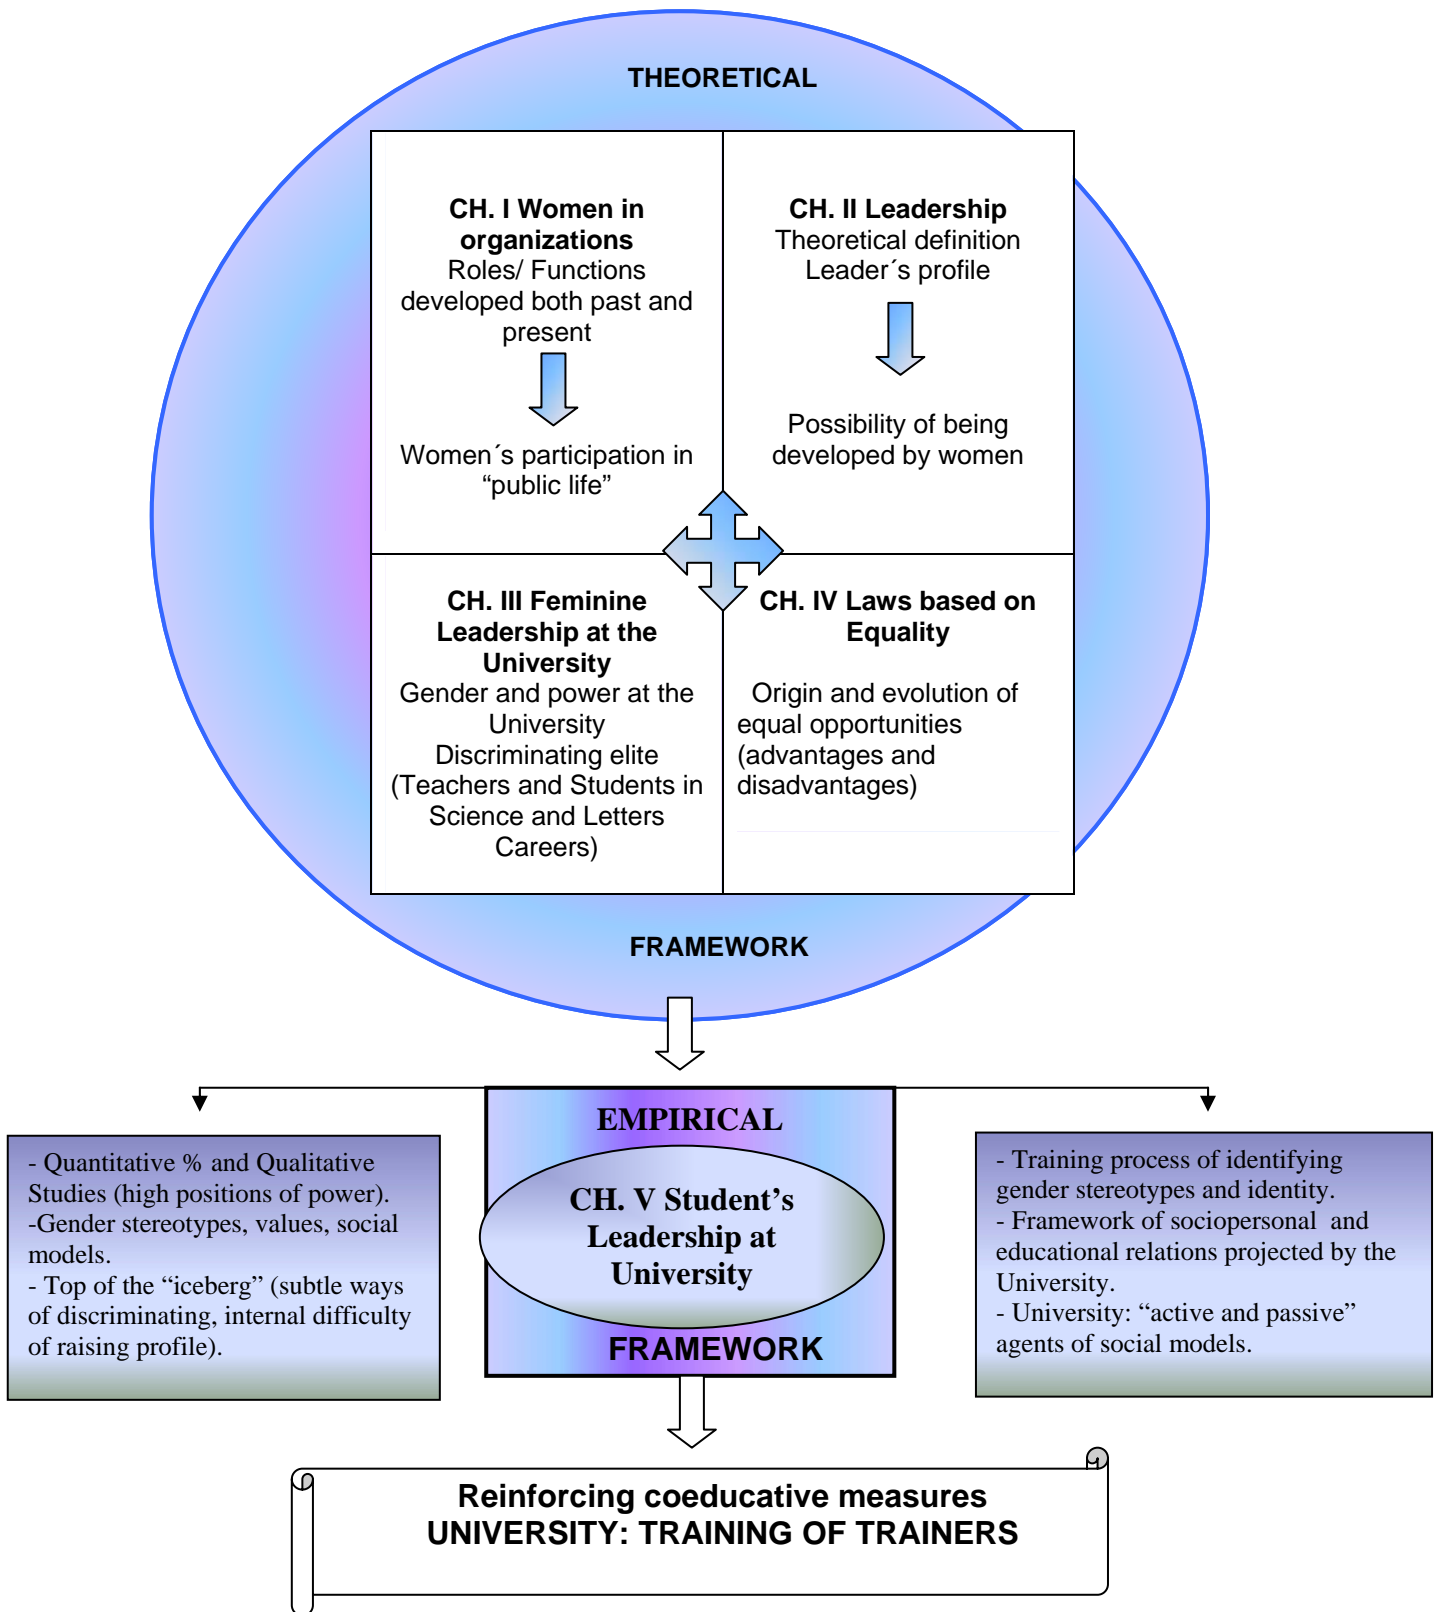 THEORETICAL
CH. I Women in
organizations
Roles/ Functions
developed both past and
present
Women´s participation in
“public life”
CH. II Leadership
Theoretical definition
Leader´s profile
Possibility of being
developed by women
CH. III Feminine
Leadership at the
University
Gender and power at the
University
Discriminating elite
(Teachers and Students in
Science and Letters
Careers)
CH. IV Laws based on
Equality
Origin and evolution of
equal opportunities
(advantages and
disadvantages)
FRAMEWORK
- Quantitative % and Qualitative
Studies (high positions of power).
-Gender stereotypes, values, social
models.
- Top of the “iceberg” (subtle ways
of discriminating, internal difficulty
of raising profile).
EMPIRICAL
CH. V Student’s
Leadership at
University
FRAMEWORK
- Training process of identifying
gender stereotypes and identity.
- Framework of sociopersonal and
educational relations projected by the
University.
- University: “active and passive”
agents of social models.
Reinforcing coeducative measures
UNIVERSITY: TRAINING OF TRAINERS